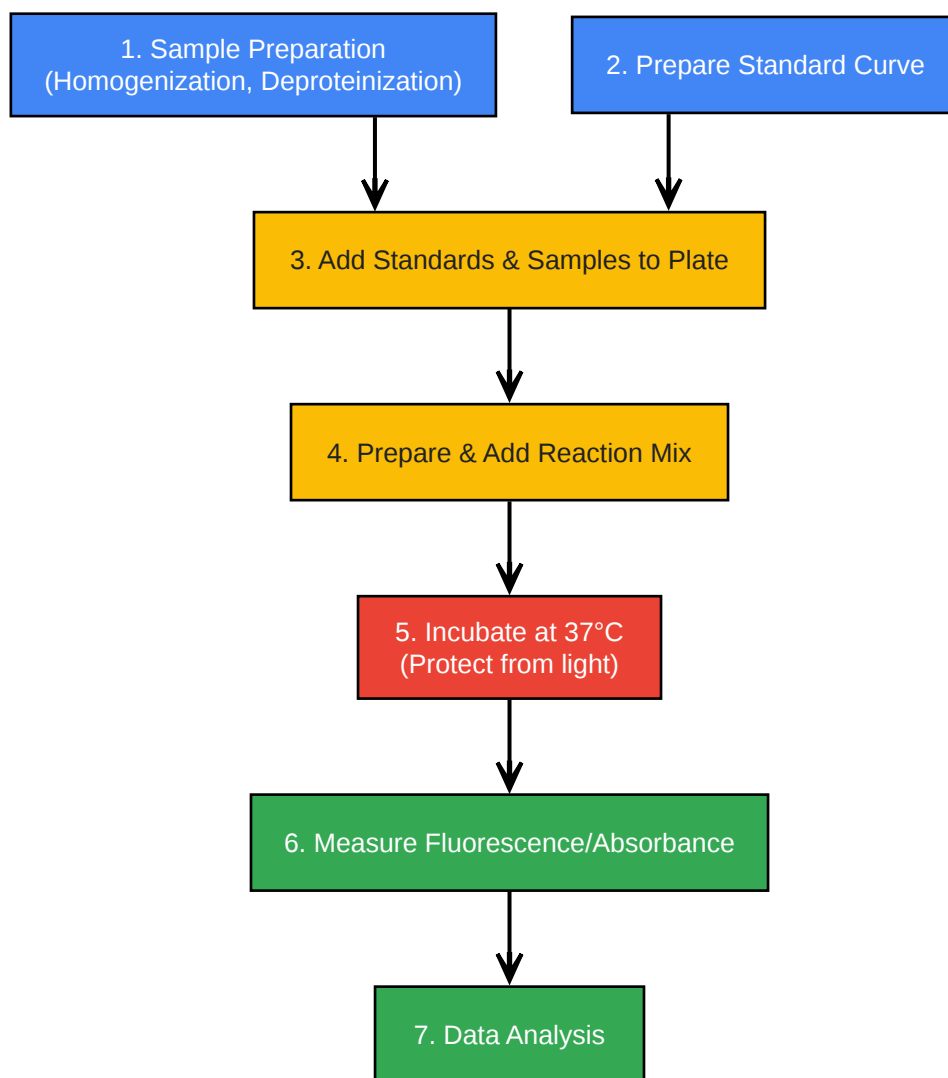 1. Sample Preparation
(Homogenization, Deproteinization)
2. Prepare Standard Curve
3. Add Standards & Samples to Plate
4. Prepare & Add Reaction Mix
5. Incubate at 37°C
(Protect from light)
6. Measure Fluorescence/Absorbance
7. Data Analysis